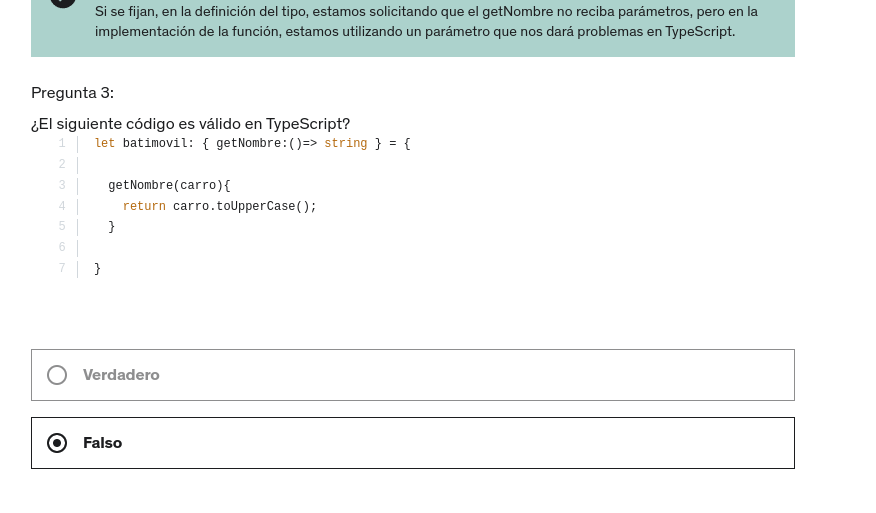 Si se fijan, en la definición del tipo, estamos solicitando que el getNombre no reciba parámetros, pero en la
implementación de la función, estamos utilizando un parámetro que nos dará problemas en TypeScript.
Pregunta 3:
¿El siguiente código es válido en TypeScript?
1 let batimovil: { getNombre:()=> string } = {
2
3 getNombre(carro){
4 return carro.toUpperCase();
5 }
6
7 }
Verdadero
Falso